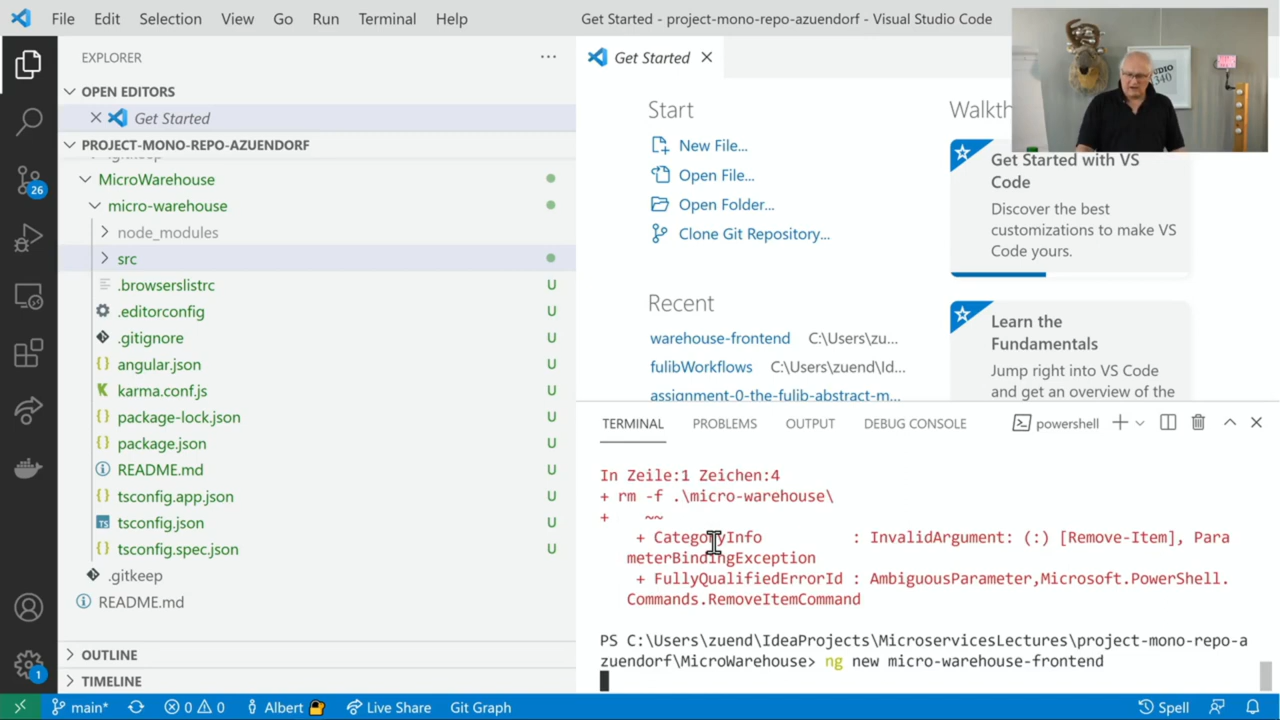 File Edit Selection View Go Run Terminal Help Get Started - project-mono-repo-azuendorf - Visual Studio Code
EXPLORER
OPEN EDITORS
Get Started
PROJECT-MONO-REPO-AZUENDORF
.gitkeep
MicroWarehouse
micro-warehouse
node_modules
src
.browserslistrc U
.editorconfig U
.gitignore U
angular.json U
karma.conf.js U
package-lock.json U
package.json U
README.md U
tsconfig.app.json U
tsconfig.json U
tsconfig.spec.json U
.gitkeep
README.md
OUTLINE
TIMELINE
26
1
Get Started
Start
New File...
Open File...
Open Folder...
Clone Git Repository...
Recent
warehouse-frontend C:\Users\zu...
fulibWorkflows C:\Users\zuend\Id...
assignment-0-the-fulib-abstract-m...
Walkth
Get Started with VS
Code
Discover the best
customizations to make VS
Code yours.
Learn the
Fundamentals
Jump right into VS Code
and get an overview of the
340
TERMINAL PROBLEMS OUTPUT DEBUG CONSOLE powershell
In Zeile:1 Zeichen:4
+ rm -f .\micro-warehouse\
+    ~~
+ CategoryInfo : InvalidArgument: (:) [Remove-Item], Para
meterBindingException
+ FullyQualifiedErrorId : AmbiguousParameter,Microsoft.PowerShell.
Commands.RemoveItemCommand
PS C:\Users\zuend\IdeaProjects\MicroservicesLectures\project-mono-repo-a
zuendorf\MicroWarehouse> ng new micro-warehouse-frontend
main* 0 0 Albert Live Share Git Graph Spell